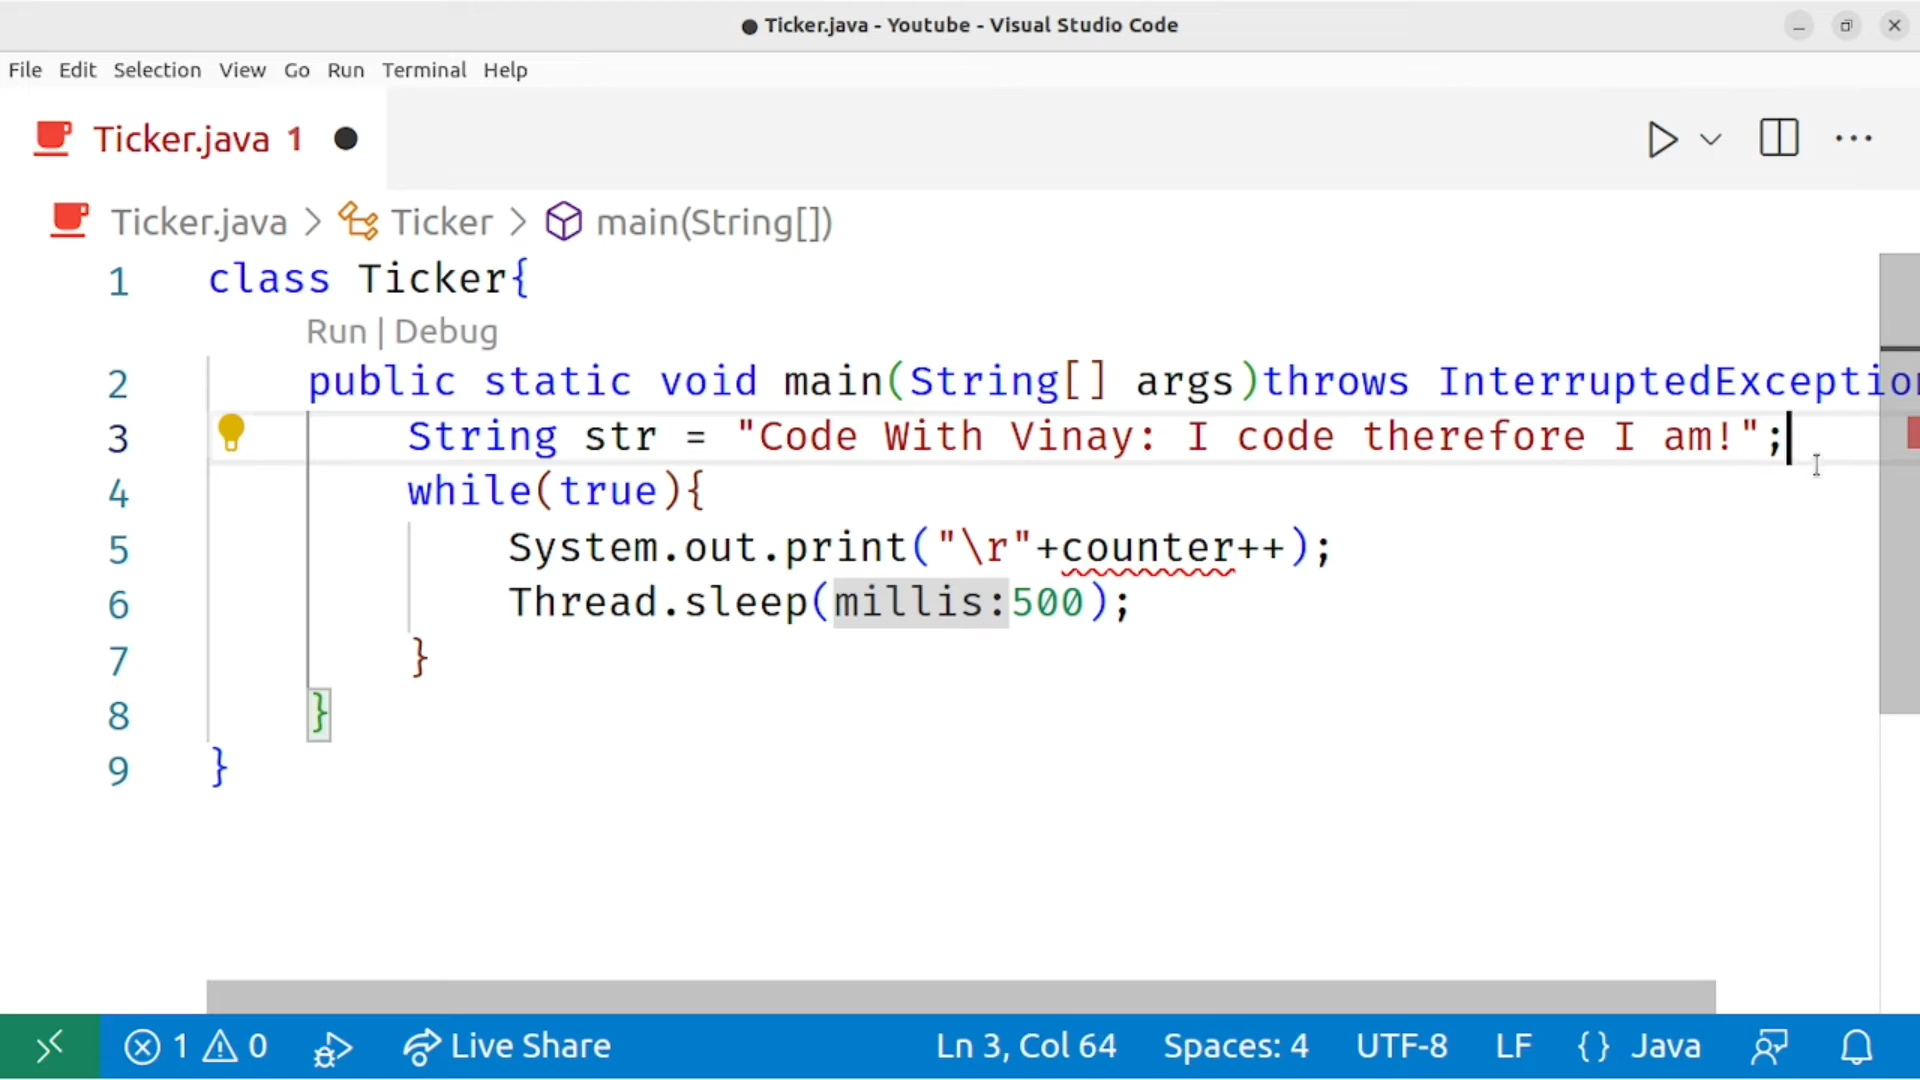 Ticker.java - Youtube - Visual Studio Code
File Edit Selection View Go Run Terminal Help
Ticker.java 1
Ticker.java > Ticker > main(String[])
1 class Ticker{
Run | Debug
2 public static void main(String[] args)throws InterruptedExceptio
3 String str = "Code With Vinay: I code therefore I am!";
4 while(true){
5 System.out.print("\r"+counter++);
6 Thread.sleep(millis:500);
7 }
8 }
9 }
1 0 Live Share Ln 3, Col 64 Spaces: 4 UTF-8 LF {} Java